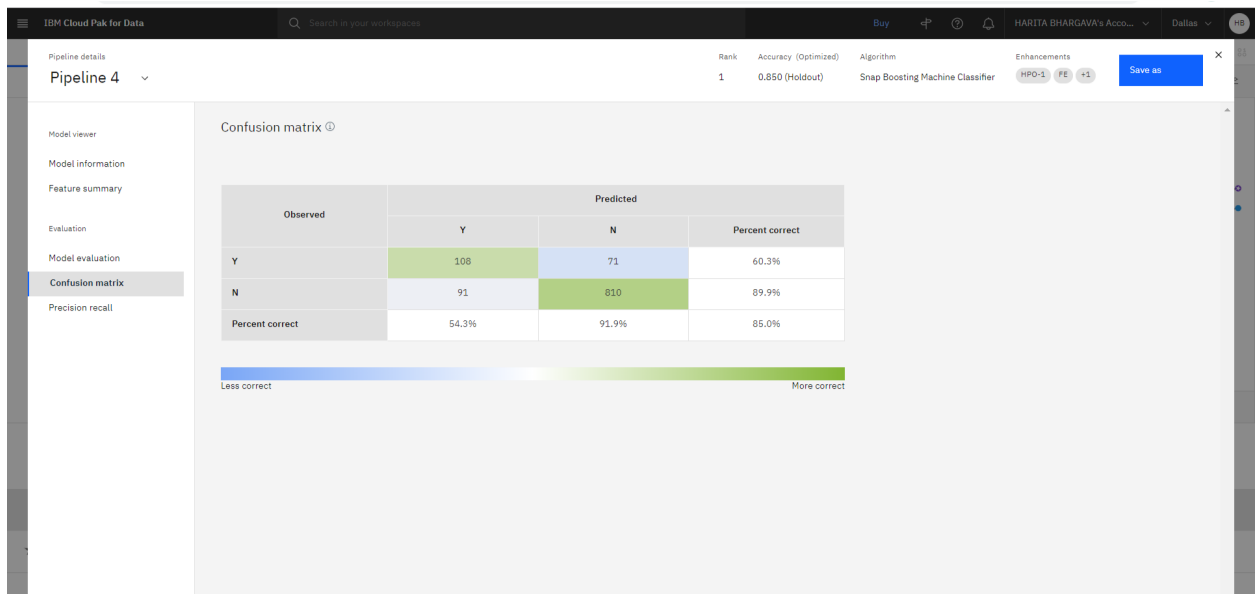 IBM Cloud Pak for Data
Search in your workspaces
Buy
HARITA BHARGAVA's Acco...
Dallas
HB
Pipeline details
Pipeline 4
Rank
1
Accuracy (Optimized)
0.850 (Holdout)
Algorithm
Snap Boosting Machine Classifier
Enhancements
HPO-1 FE +1
Save as
Model viewer
Model information
Feature summary
Evaluation
Model evaluation
Confusion matrix
Precision recall
Confusion matrix
Observed Predicted
Y N Percent correct
Y 108 71 60.3%
N 91 810 89.9%
Percent correct 54.3% 91.9% 85.0%
Less correct More correct